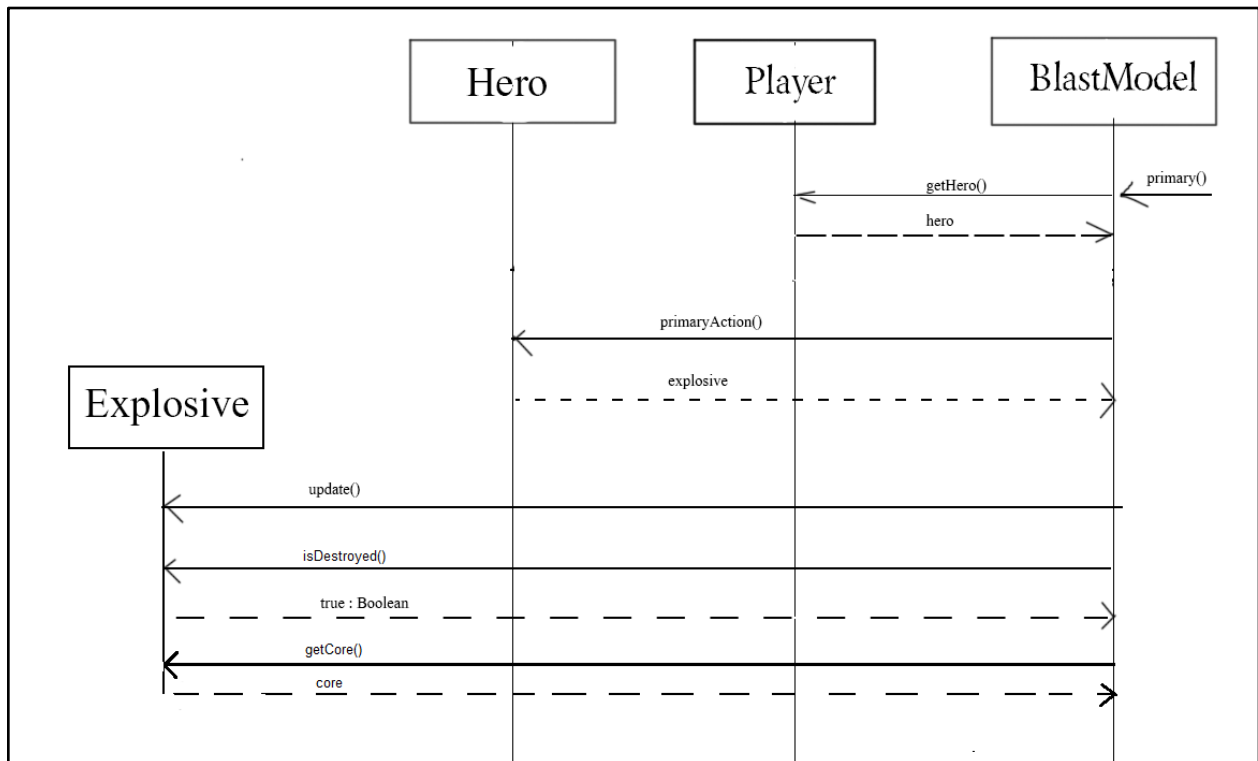 Hero
Player
BlastModel
primary()
getHero()
hero
primaryAction()
explosive
Explosive
update()
isDestroyed()
true : Boolean
getCore()
core